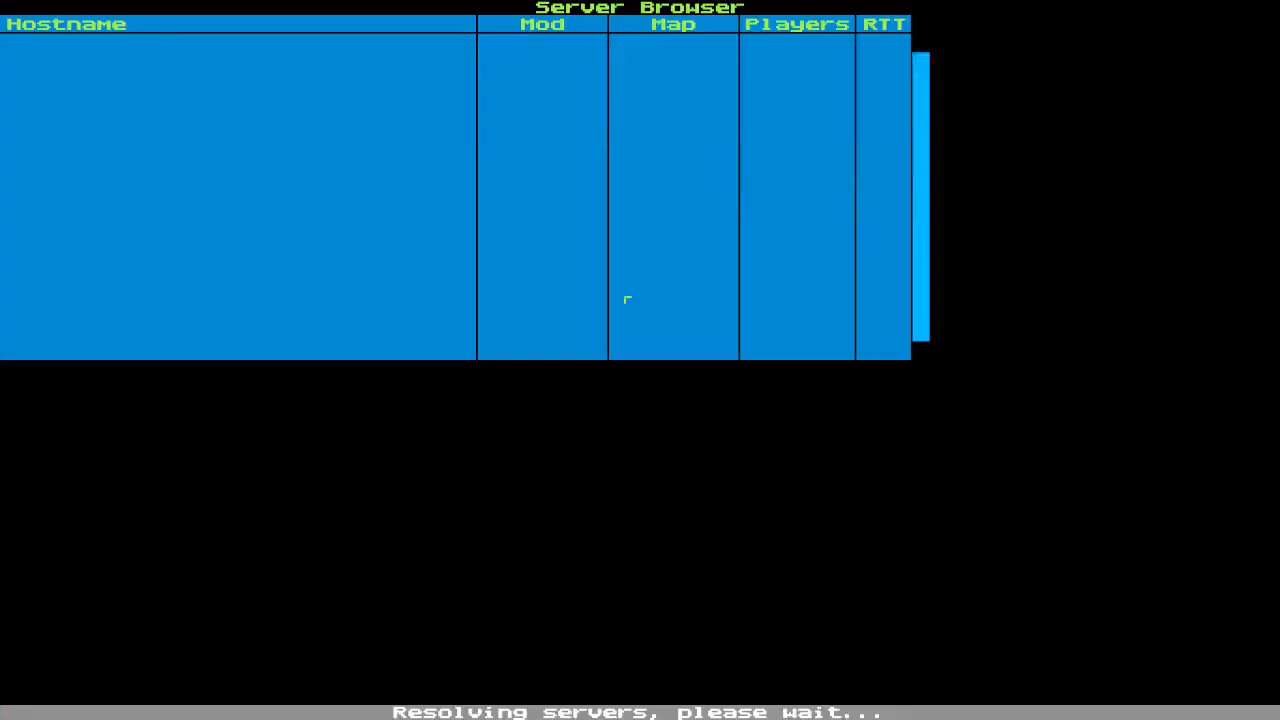 Server Browser
Hostname Mod Map Players RTT
Resolving servers, please wait...